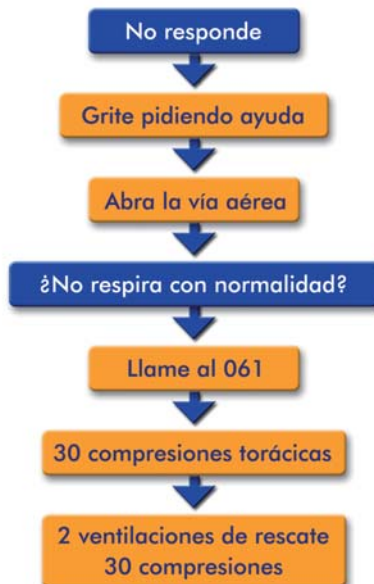 No responde
Grite pidiendo ayuda
Abra la vía aérea
¿No respira con normalidad?
Llame al 061
30 compresiones torácicas
2 ventilaciones de rescate
30 compresiones